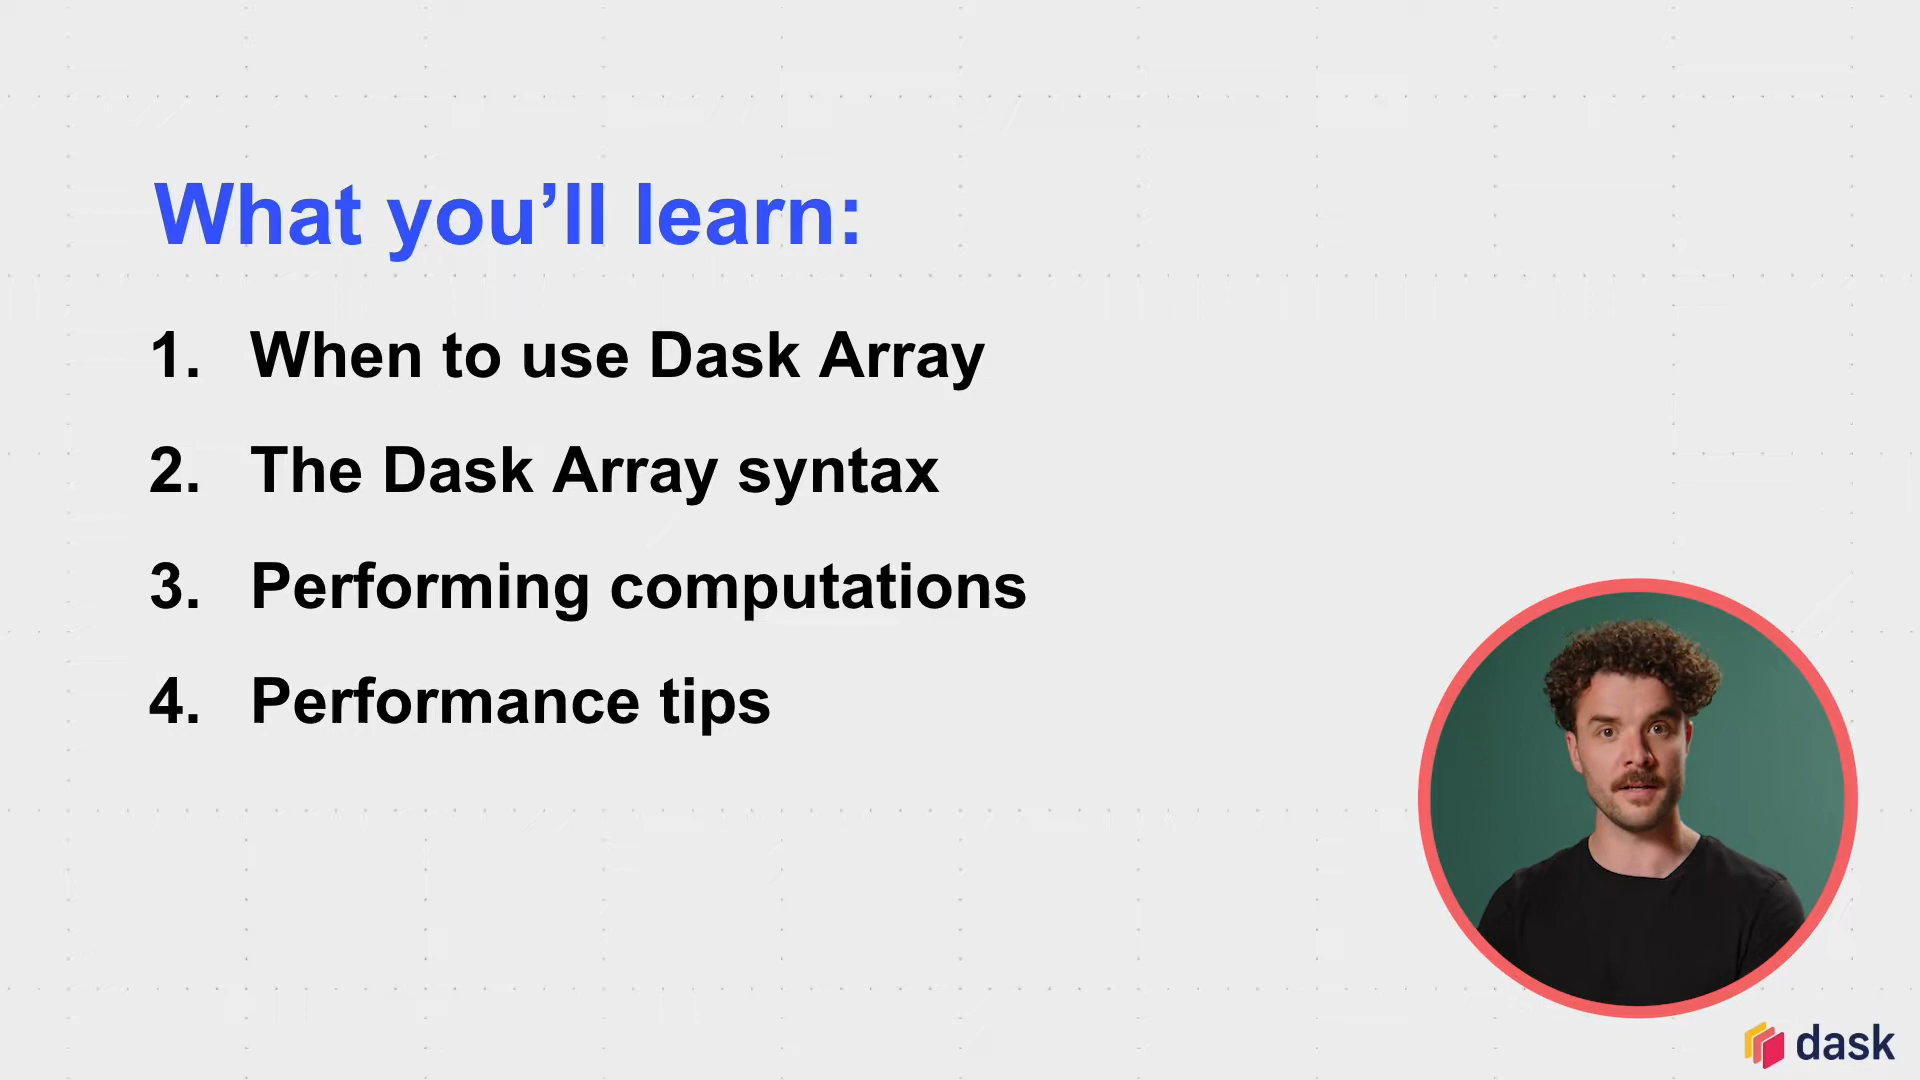 What you’ll learn:
1. When to use Dask Array
2. The Dask Array syntax
3. Performing computations
4. Performance tips
dask